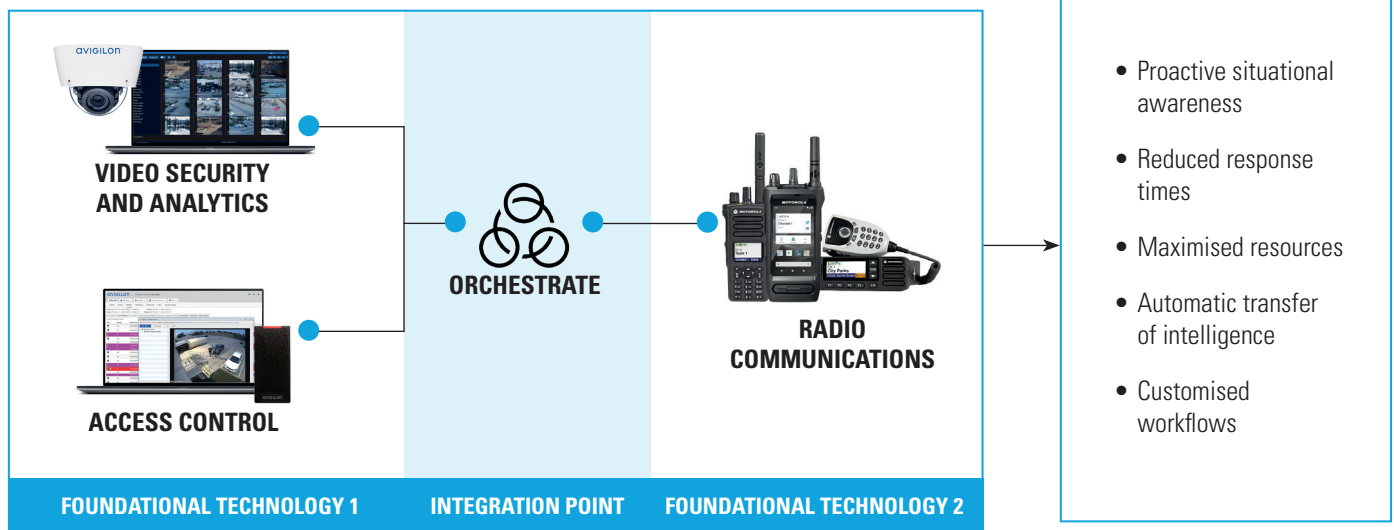 avigilon
VIDEO SECURITY
AND ANALYTICS
avigilon
avigilon
ACCESS CONTROL
ORCHESTRATE
MOTOROLA
MOTOROLA
City Parks
RADIO
COMMUNICATIONS
FOUNDATIONAL TECHNOLOGY 1
INTEGRATION POINT
FOUNDATIONAL TECHNOLOGY 2
• Proactive situational
awareness
• Reduced response
times
• Maximised resources
• Automatic transfer
of intelligence
• Customised
workflows